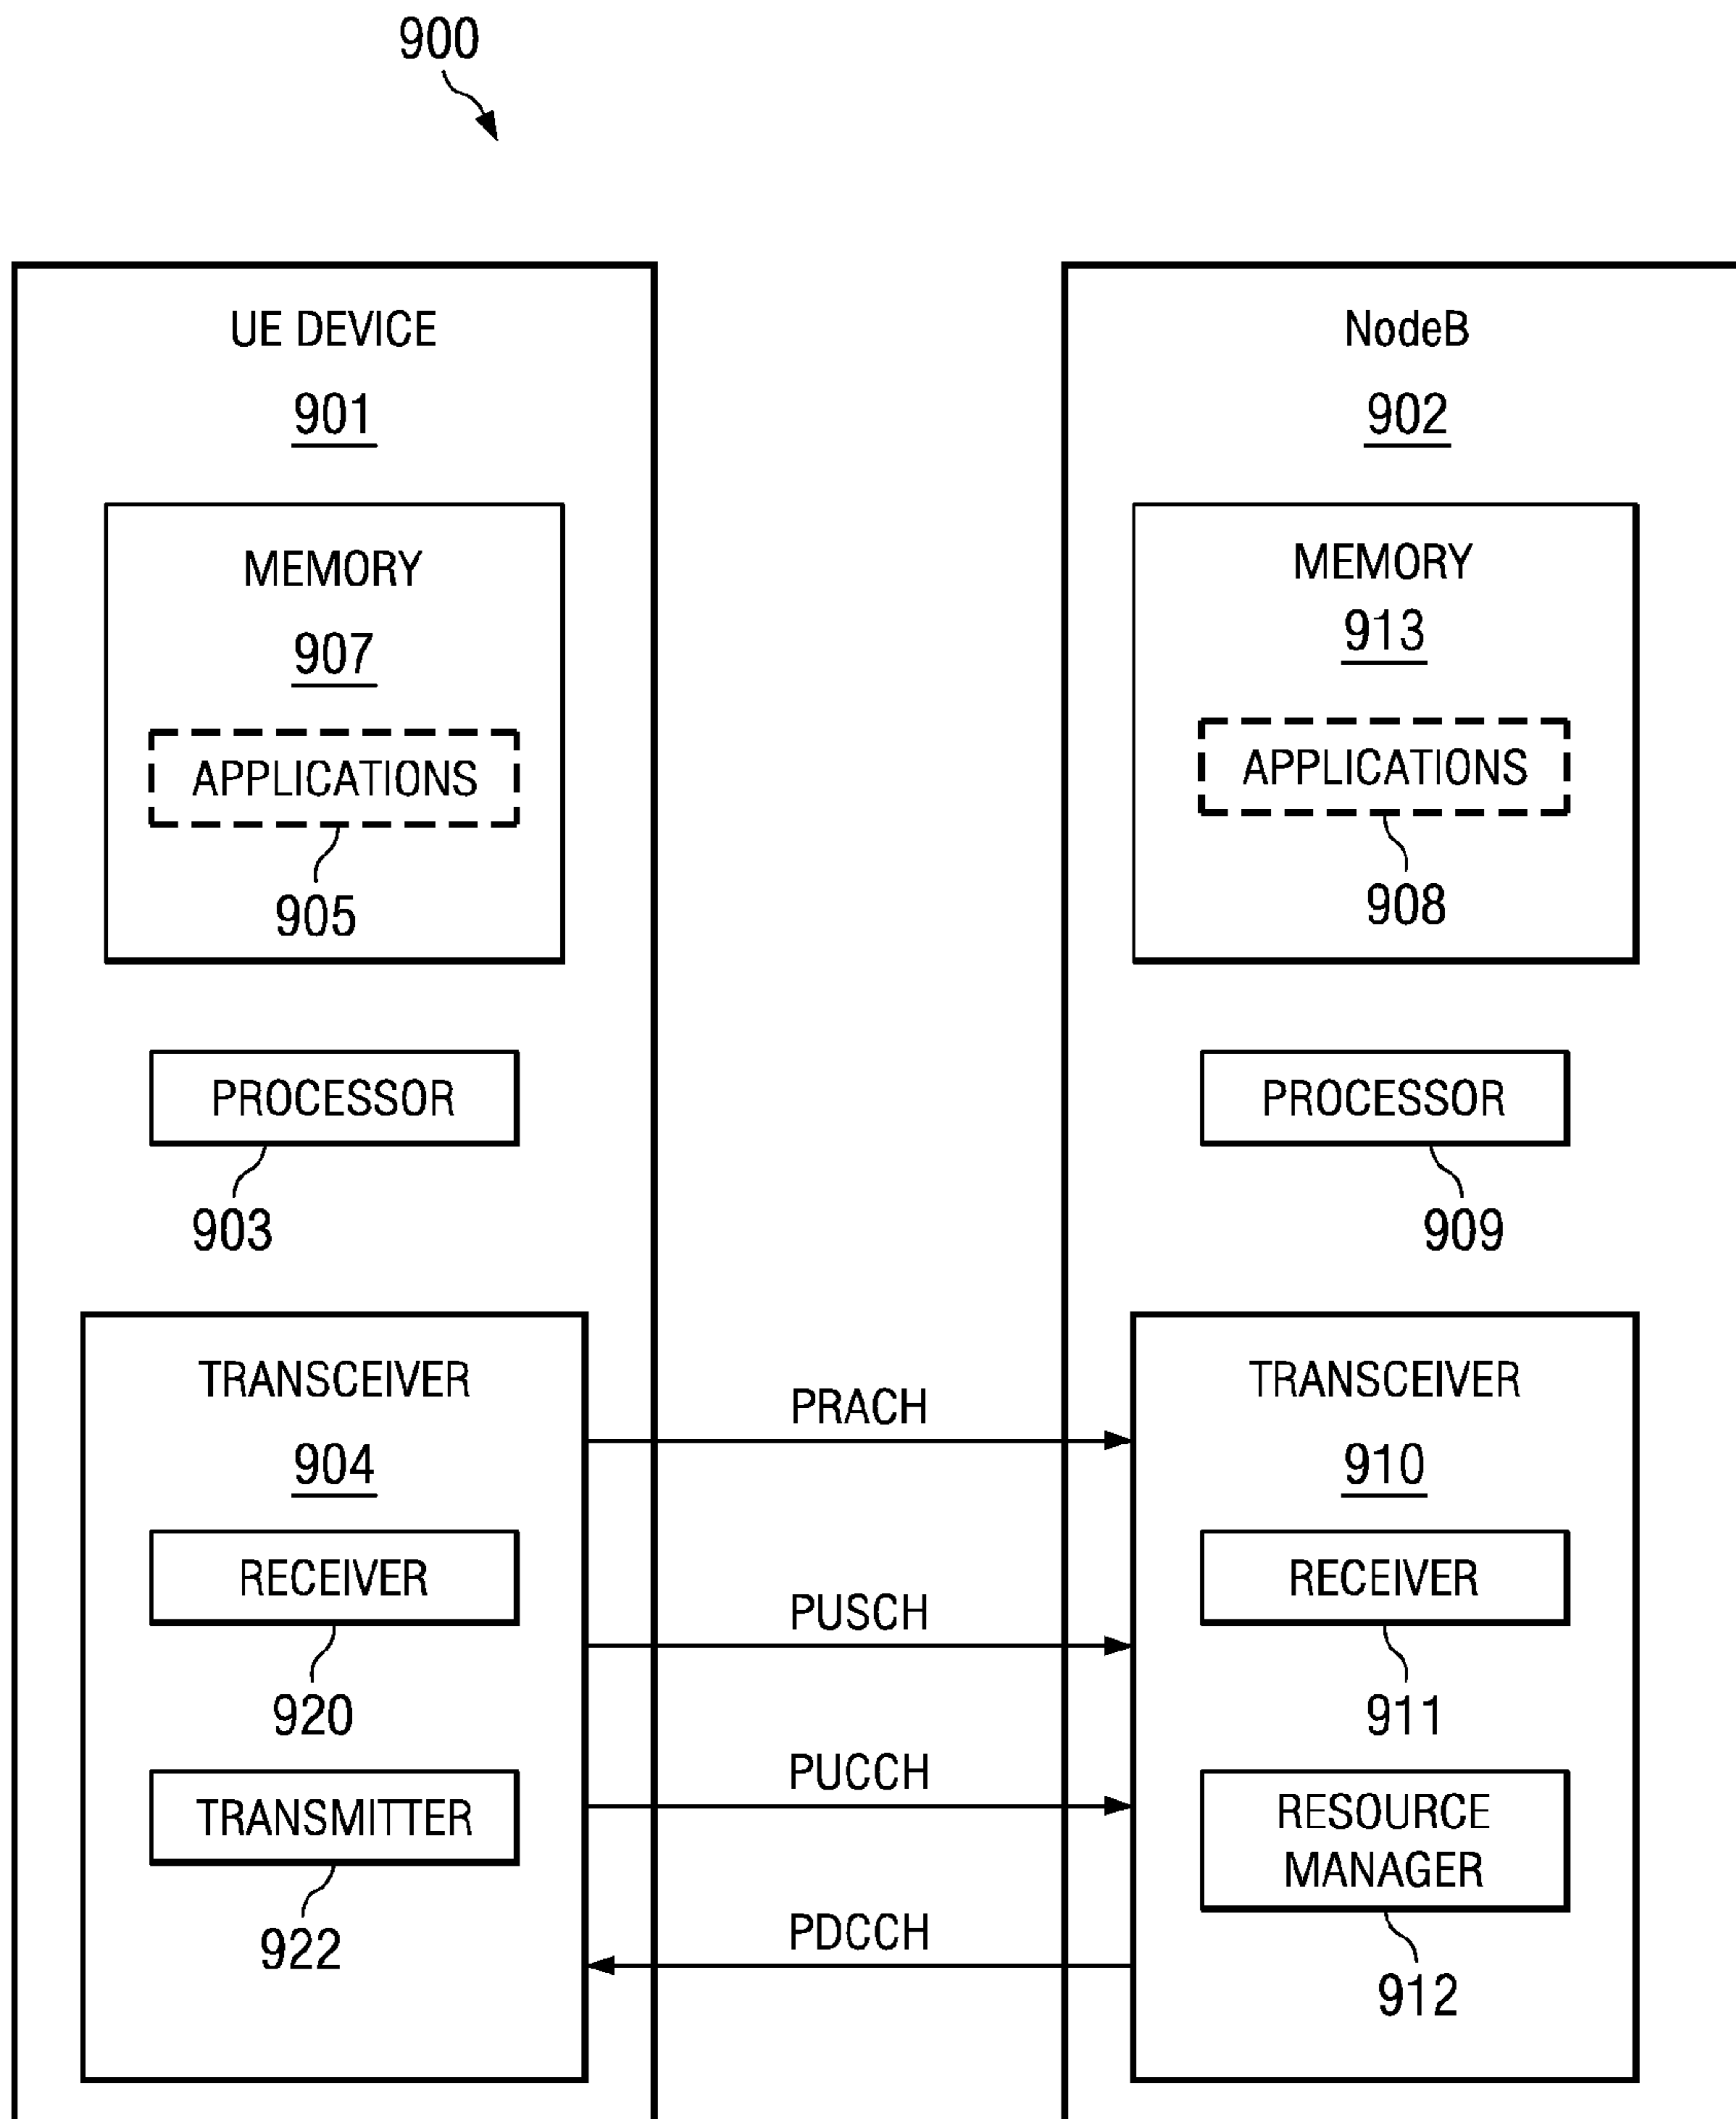 900
UE DEVICE
901
MEMORY
907
APPLICATIONS
905
PROCESSOR
903
TRANSCEIVER
904
RECEIVER
920
TRANSMITTER
922
PRACH
PUSCH
PUCCH
PDCCH
NodeB
902
MEMORY
913
APPLICATIONS
908
PROCESSOR
909
TRANSCEIVER
910
RECEIVER
911
RESOURCE
MANAGER
912